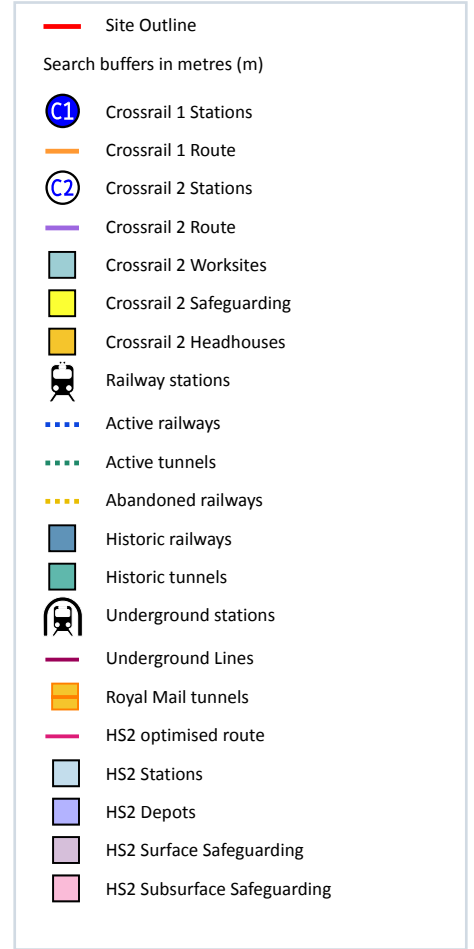 Site Outline
Search buffers in metres (m)
C1 Crossrail 1 Stations
Crossrail 1 Route
C2 Crossrail 2 Stations
Crossrail 2 Route
Crossrail 2 Worksites
Crossrail 2 Safeguarding
Crossrail 2 Headhouses
Railway stations
Active railways
Active tunnels
Abandoned railways
Historic railways
Historic tunnels
Underground stations
Underground Lines
Royal Mail tunnels
HS2 optimised route
HS2 Stations
HS2 Depots
HS2 Surface Safeguarding
HS2 Subsurface Safeguarding